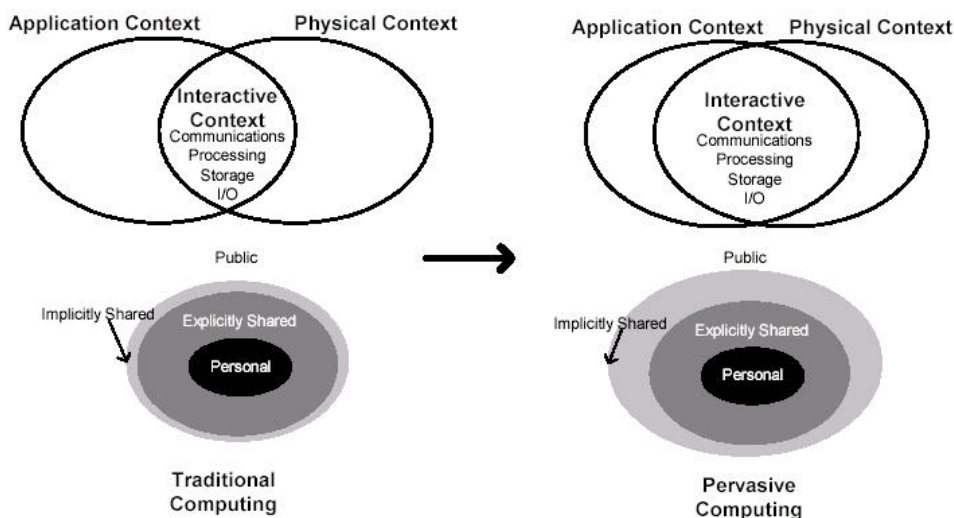 Application Context
Physical Context
Interactive
Context
Communications
Processing
Storage
I/O
Public
Implicitly Shared
Explicitly Shared
Personal
Traditional
Computing
Application Context
Physical Context
Interactive
Context
Communications
Processing
Storage
I/O
Public
Implicitly Shared
Explicitly Shared
Personal
Pervasive
Computing